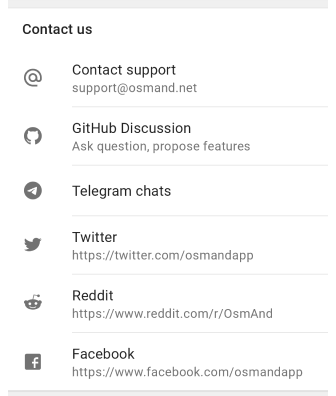 Contact us
Contact support
support@osmand.net
GitHub Discussion
Ask question, propose features
Telegram chats
Twitter
https://twitter.com/osmandapp
Reddit
https://www.reddit.com/r/OsmAnd
Facebook
https://www.facebook.com/osmandapp